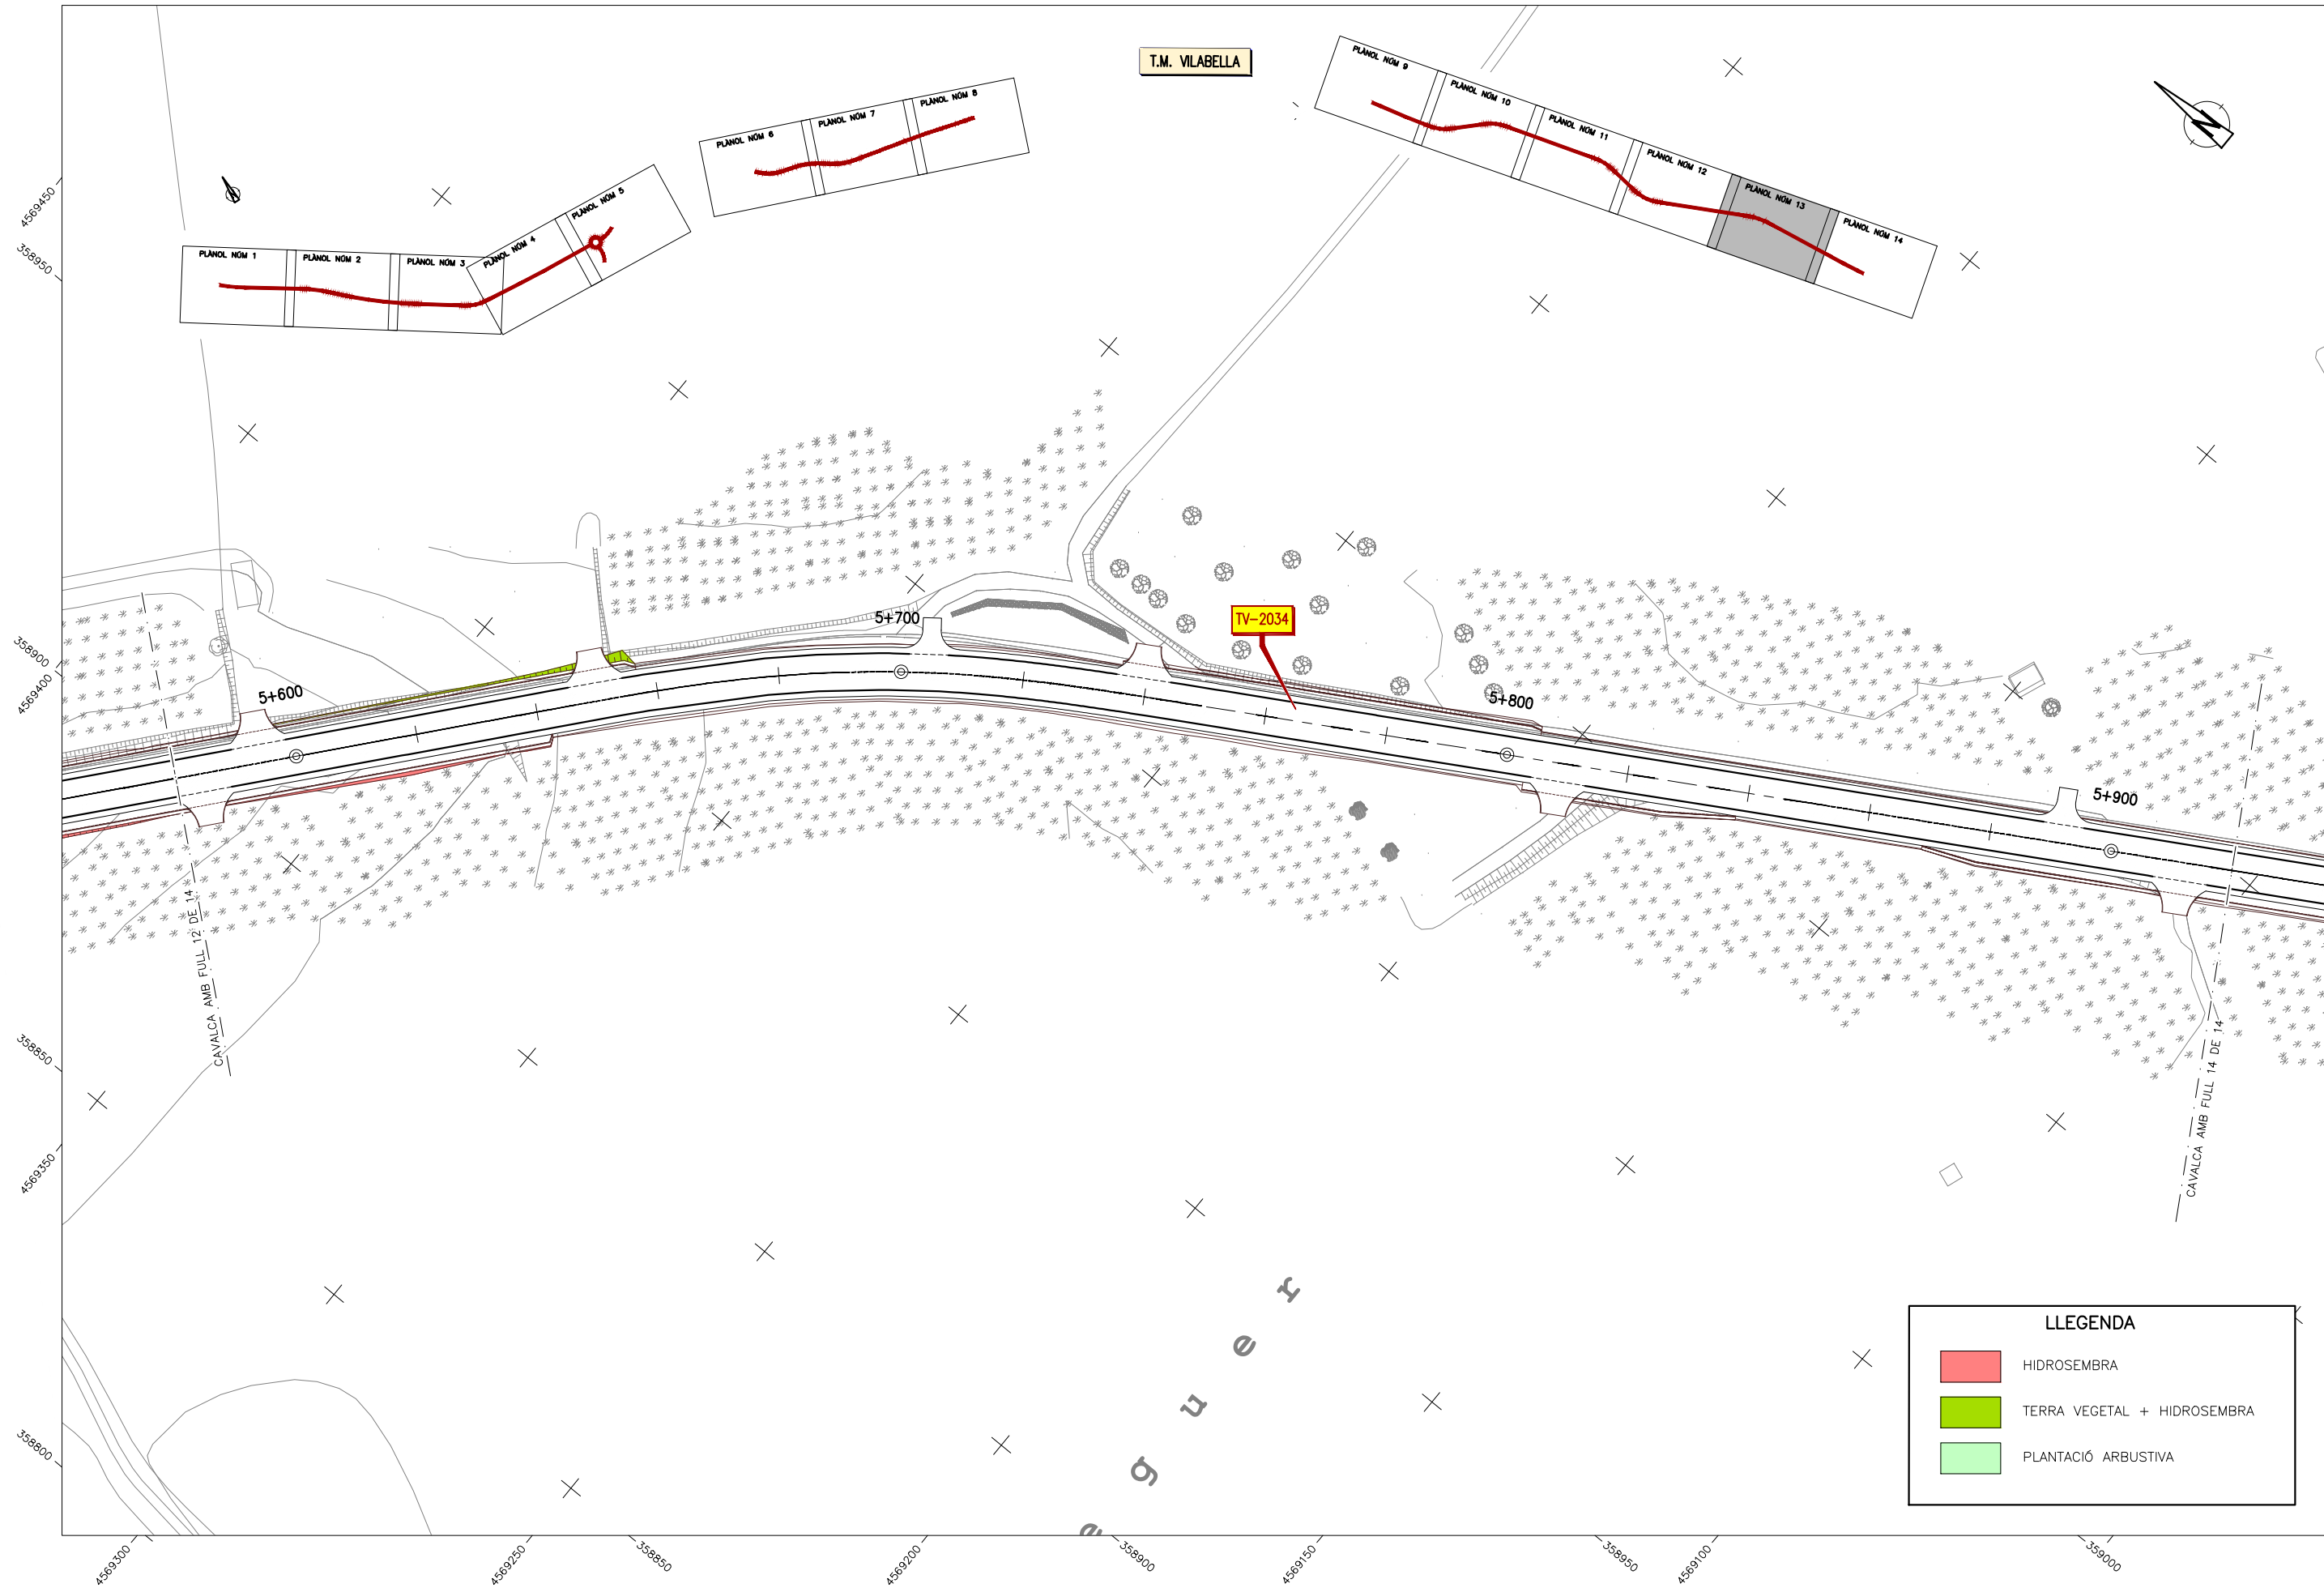 T.M. VILABELLA
PLÀNOL NÚM 1
PLÀNOL NÚM 2
PLÀNOL NÚM 3
PLÀNOL NÚM 4
PLÀNOL NÚM 5
PLÀNOL NÚM 6
PLÀNOL NÚM 7
PLÀNOL NÚM 8
PLÀNOL NÚM 9
PLÀNOL NÚM 10
PLÀNOL NÚM 11
PLÀNOL NÚM 12
PLÀNOL NÚM 13
PLÀNOL NÚM 14
N
4569450
358950
358900
4569400
358850
4569350
358800
5+600
5+700
TV-2034
5+800
5+900
CAVALCA AMB FULL 12 DE 14
CAVALCA AMB FULL 14 DE 14
e g u e r
LLEGENDA
HIDROSEMBRA
TERRA VEGETAL + HIDROSEMBRA
PLANTACIÓ ARBUSTIVA
4569300
4569250
358850
4569200
358900
4569150
358950
4569100
359000